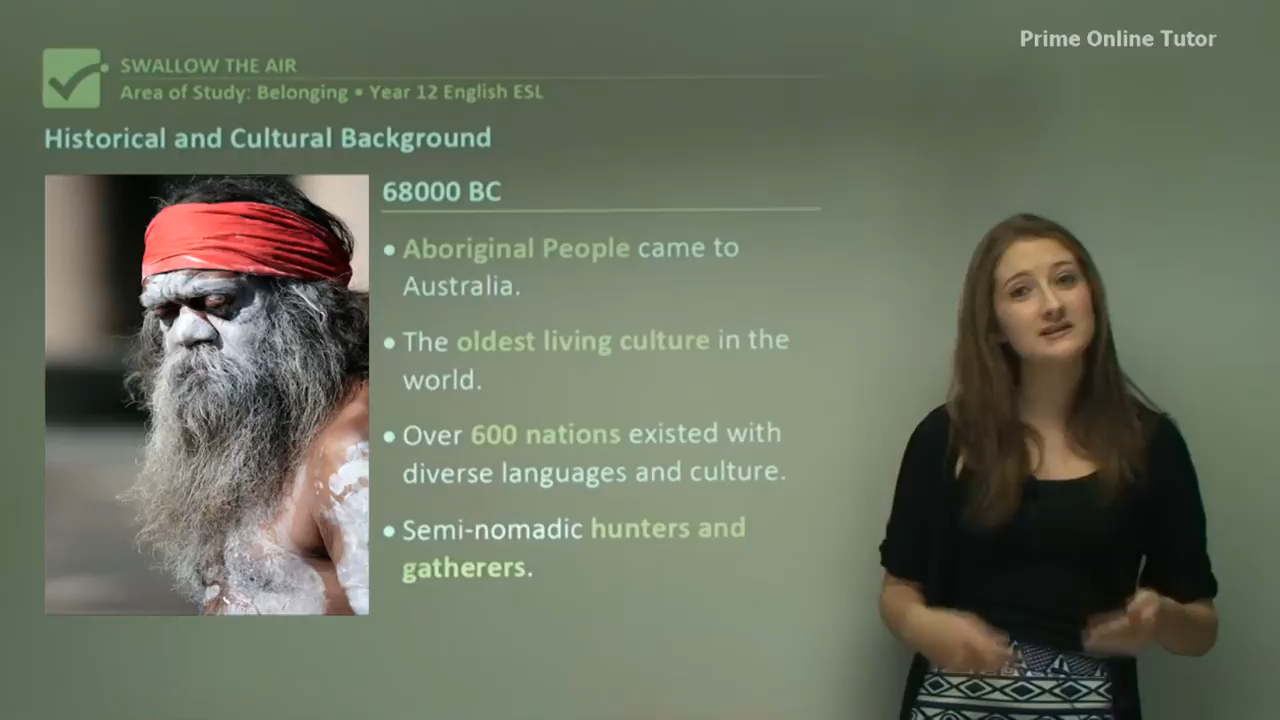 Prime Online Tutor
SWALLOW THE AIR
Area of Study: Belonging • Year 12 English ESL
Historical and Cultural Background
68000 BC
• Aboriginal People came to
Australia.
• The oldest living culture in the
world.
• Over 600 nations existed with
diverse languages and culture.
• Semi-nomadic hunters and
gatherers.